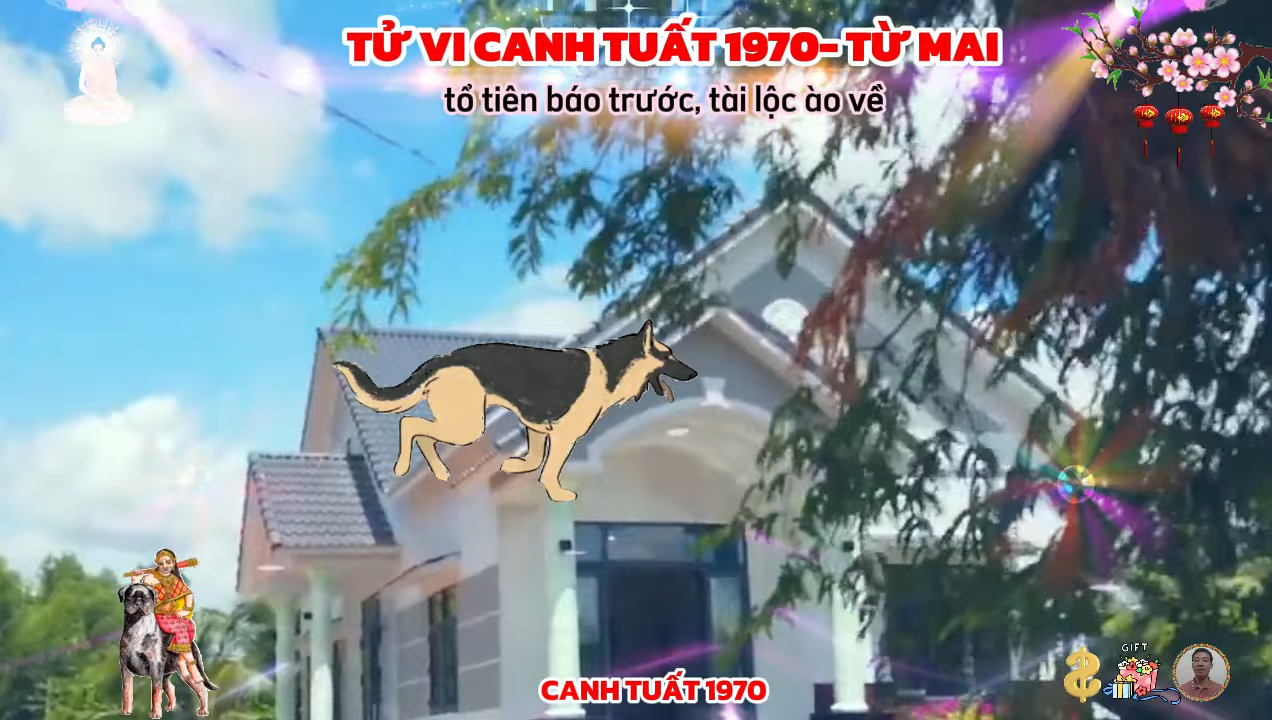 TỬ VI CANH TUẤT 1970- TỪ MAI
tổ tiên báo trước, tài lộc ào về
GIFT
CANH TUẤT 1970